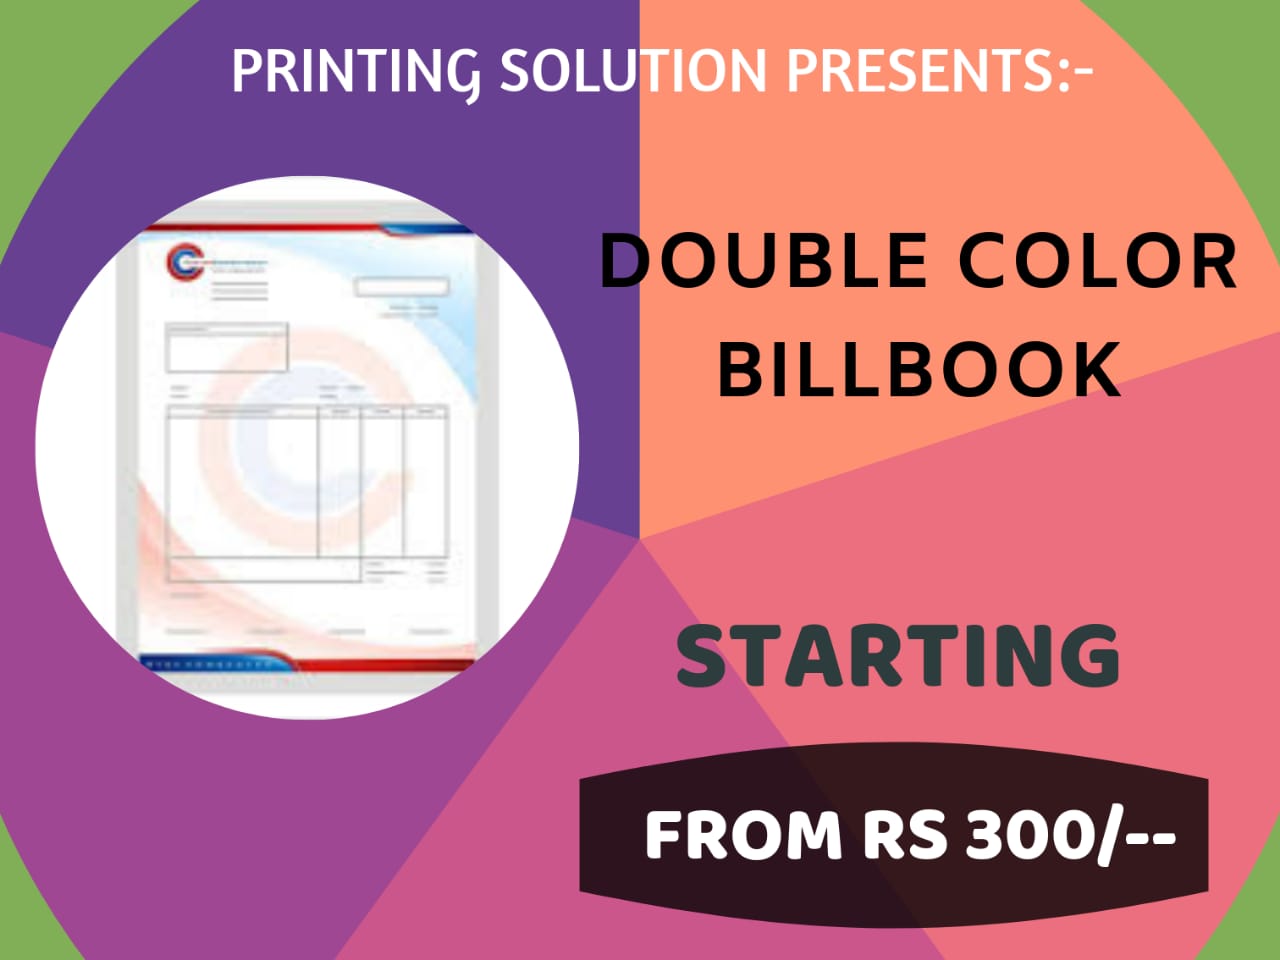 PRINTING SOLUTION PRESENTS:-
DOUBLE COLOR
BILLBOOK
STARTING
FROM RS 300/--